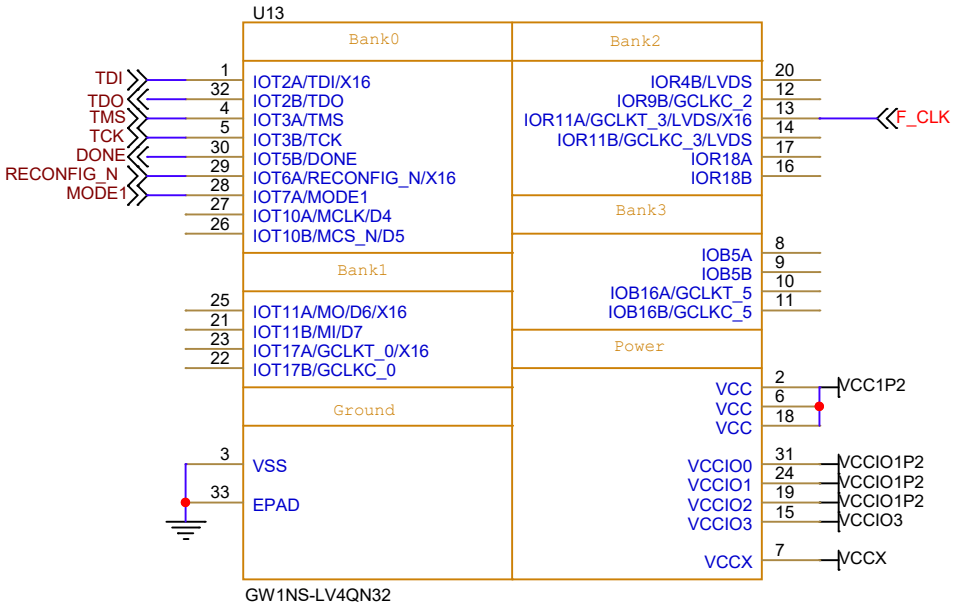 U13
Bank0
TDI 1 IOT2A/TDI/X16
TDO 32 IOT2B/TDO
TMS 4 IOT3A/TMS
TCK 5 IOT3B/TCK
DONE 30 IOT5B/DONE
RECONFIG_N 29 IOT6A/RECONFIG_N/X16
MODE1 28 IOT7A/MODE1
27 IOT10A/MCLK/D4
26 IOT10B/MCS_N/D5
Bank1
25 IOT11A/MO/D6/X16
21 IOT11B/MI/D7
23 IOT17A/GCLKT_0/X16
22 IOT17B/GCLKC_0
Ground
3 VSS
33 EPAD
Bank2
IOR4B/LVDS 20
IOR9B/GCLKC_2 12
IOR11A/GCLKT_3/LVDS/X16 13 F_CLK
IOR11B/GCLKC_3/LVDS 14
IOR18A 17
IOR18B 16
Bank3
IOB5A 8
IOB5B 9
IOB16A/GCLKT_5 10
IOB16B/GCLKC_5 11
Power
VCC 2 VCC1P2
VCC 6
VCC 18
VCCIO0 31 VCCIO1P2
VCCIO1 24 VCCIO1P2
VCCIO2 19 VCCIO1P2
VCCIO3 15 VCCIO3
VCCX 7 VCCX
GW1NS-LV4QN32